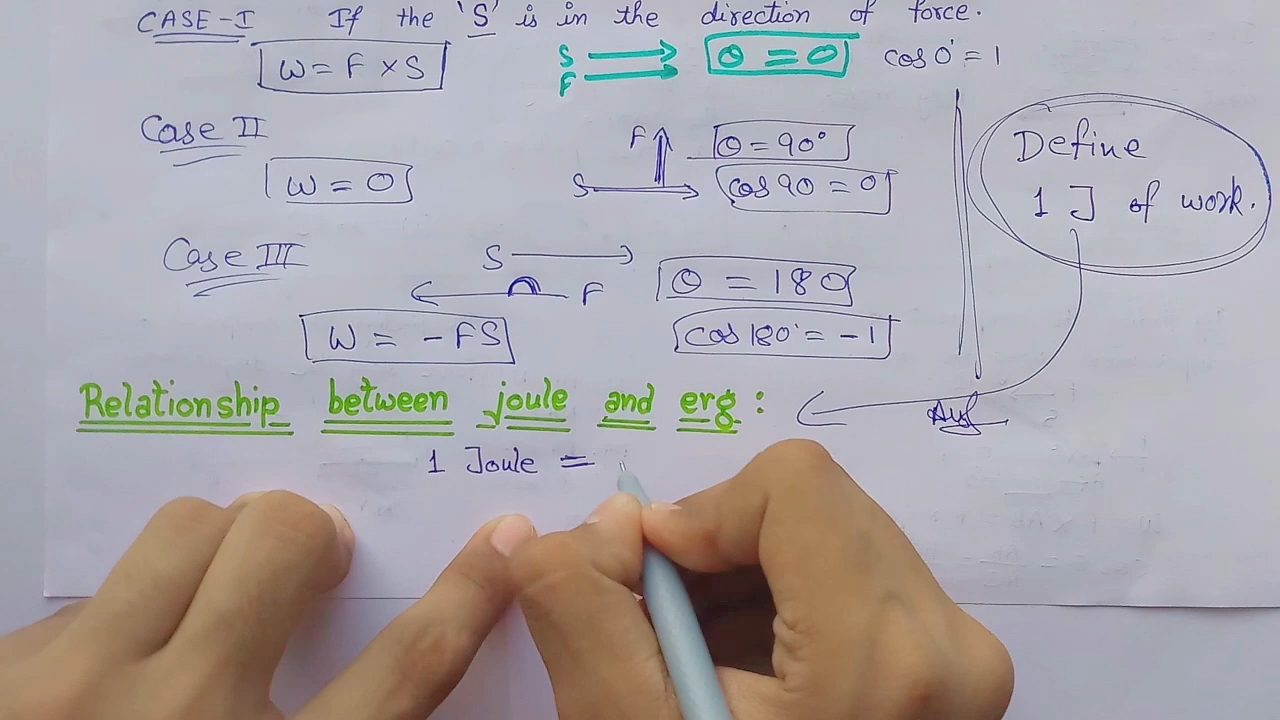 CASE-I If the 'S' is in the direction of force.
W = F × S
S
F
θ = 0
cos 0° = 1
Case II
W = 0
F
S
θ = 90°
cos 90 = 0
Case III
S
F
θ = 180
W = -FS
cos 180° = -1
Define
1 J of work.
Relationship between joule and erg :
1 Joule =